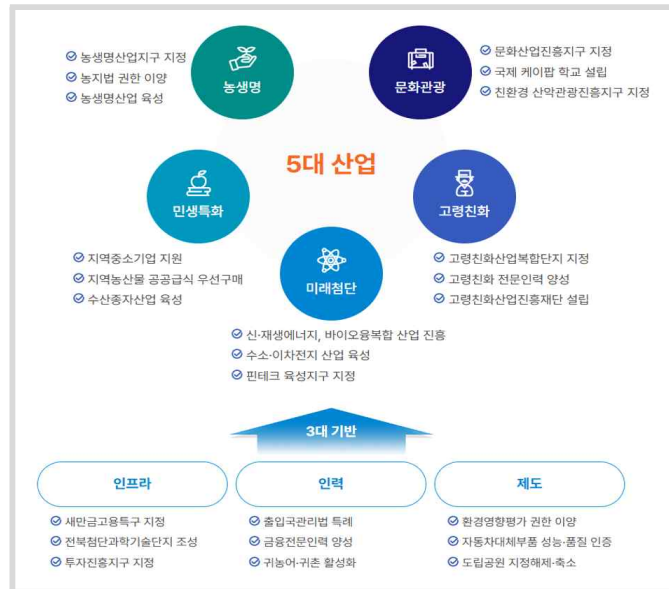 농생명
농생명산업지구 지정
농지법 권한 이양
농생명산업 육성
문화관광
문화산업진흥지구 지정
국제 케이팝 학교 설립
친환경 산악관광진흥지구 지정
5대 산업
민생특화
지역중소기업 지원
지역농산물 공공급식 우선구매
수산종자산업 육성
고령친화
고령친화산업복합단지 지정
고령친화 전문인력 양성
고령친화산업진흥재단 설립
미래첨단
신·재생에너지, 바이오융복합 산업 진흥
수소·이차전지 산업 육성
핀테크 육성지구 지정
3대 기반
인프라
새만금고용특구 지정
전북첨단과학기술단지 조성
투자진흥지구 지정
인력
출입국관리법 특례
금융전문인력 양성
귀농어·귀촌 활성화
제도
환경영향평가 권한 이양
자동차대체부품 성능·품질 인증
도립공원 지정해제·축소